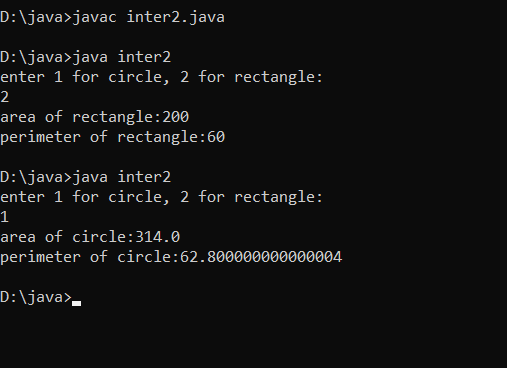 D:\java>javac inter2.java
D:\java>java inter2
enter 1 for circle, 2 for rectangle:
2
area of rectangle:200
perimeter of rectangle:60
D:\java>java inter2
enter 1 for circle, 2 for rectangle:
1
area of circle:314.0
perimeter of circle:62.800000000000004
D:\java>